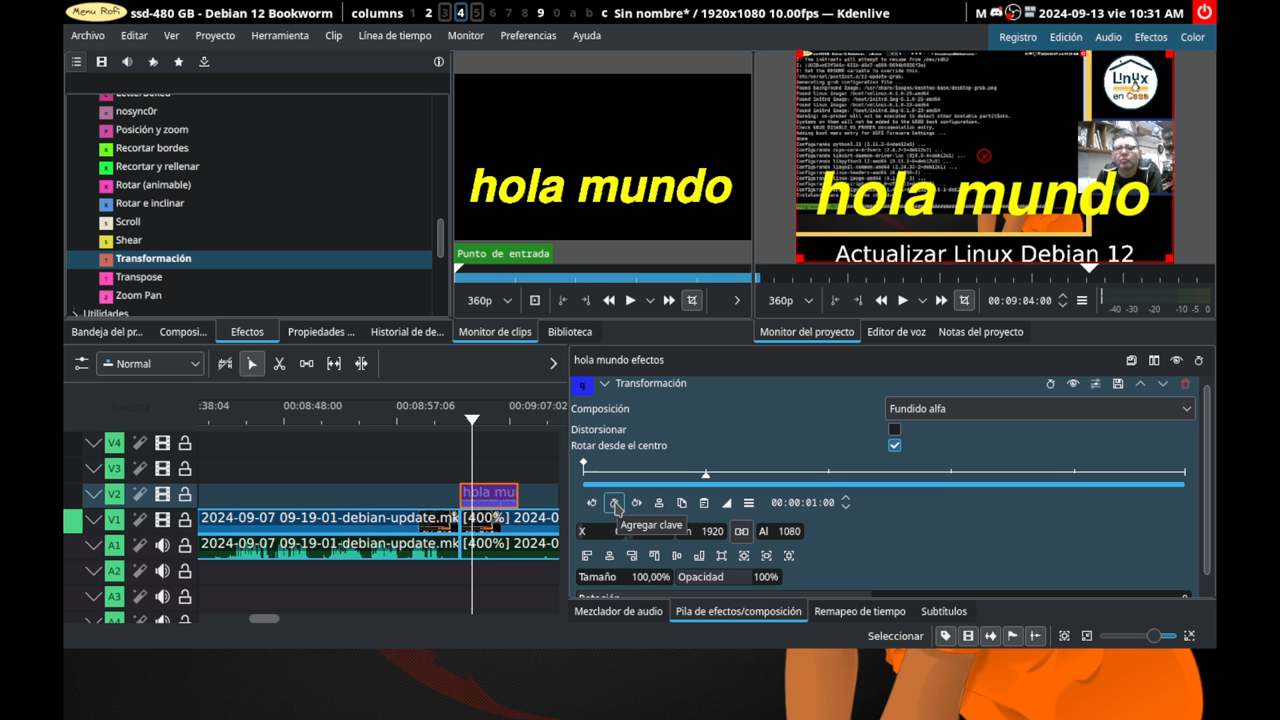 Menu Rofi ssd-480 GB - Debian 12 Bookworm columns 1 2 3 4 5 6 7 8 9 0 a b c Sin nombre* / 1920x1080 10.00fps — Kdenlive M 2024-09-13 vie 10:31 AM
Archivo Editar Ver Proyecto Herramienta Clip Línea de tiempo Monitor Preferencias Ayuda Registro Edición Audio Efectos Color
nosync0r
Posición y zoom
Recortar bordes
Recorte y relleno
Rotar (animable)
Rotar e inclinar
Scroll
Shear
Transformación
Transpose
Zoom Pan
Utilidades
hola mundo
Punto de entrada
Linux
en Casa
hola mundo
Actualizar Linux Debian 12
360p 360p 00:09:04:00 -40 -30 -20 -10 -5 0
Bandeja del pr... Composi... Efectos Propiedades ... Historial de de... Monitor de clips Biblioteca Monitor del proyecto Editor de voz Notas del proyecto
Normal
hola mundo efectos
q Transformación
:38:04 00:08:48:00 00:08:57:06 00:09:07:02
Composición Fundido alfa
Distorsionar
Rotar desde el centro
V4
V3
V2 hola mu
V1 2024-09-07 09-19-01-debian-update.mk [400%] 2024-0
A1 2024-09-07 09-19-01-debian-update.mk [400%] 2024-0
A2
A3
00:00:01:00
Agregar clave
X 1920 Al 1080
Tamaño 100,00% Opacidad 100%
Mezclador de audio Pila de efectos/composición Remapeo de tiempo Subtítulos
Seleccionar